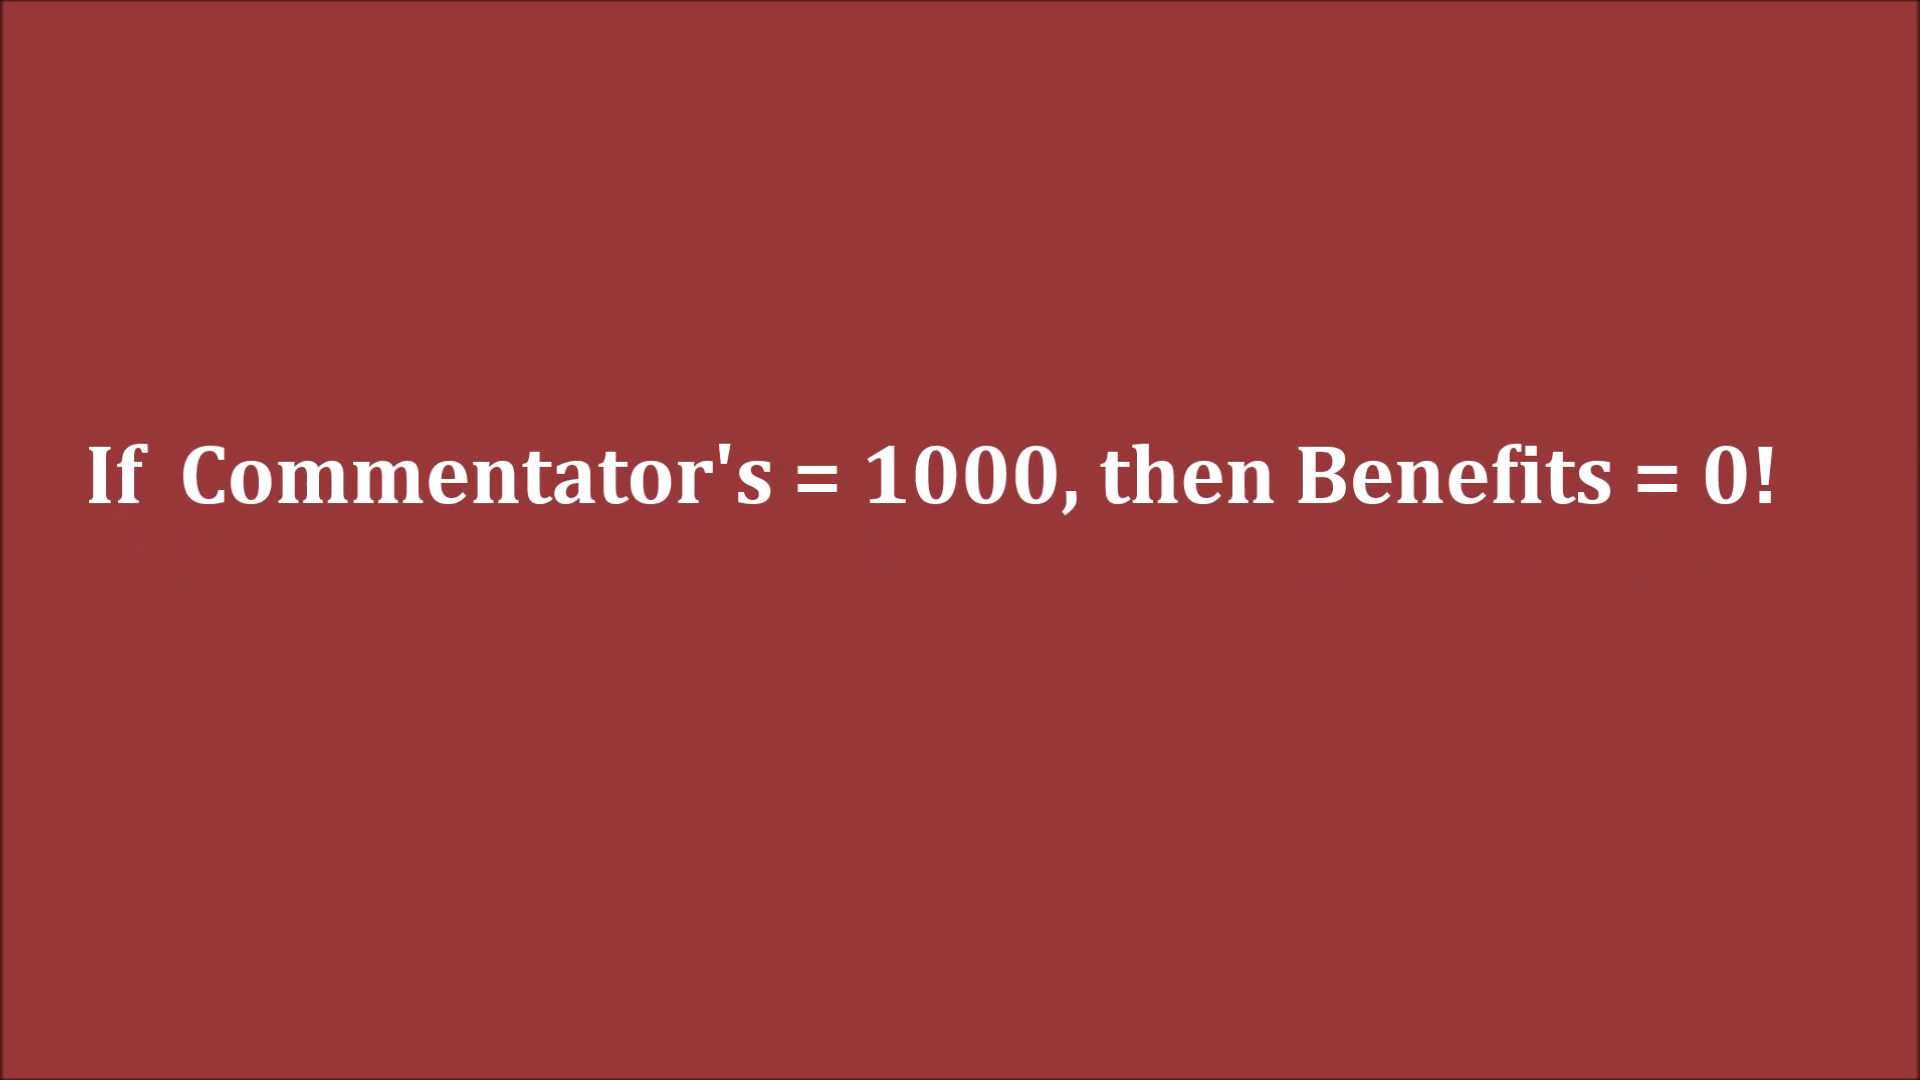 If  Commentator's = 1000, then Benefits = 0!